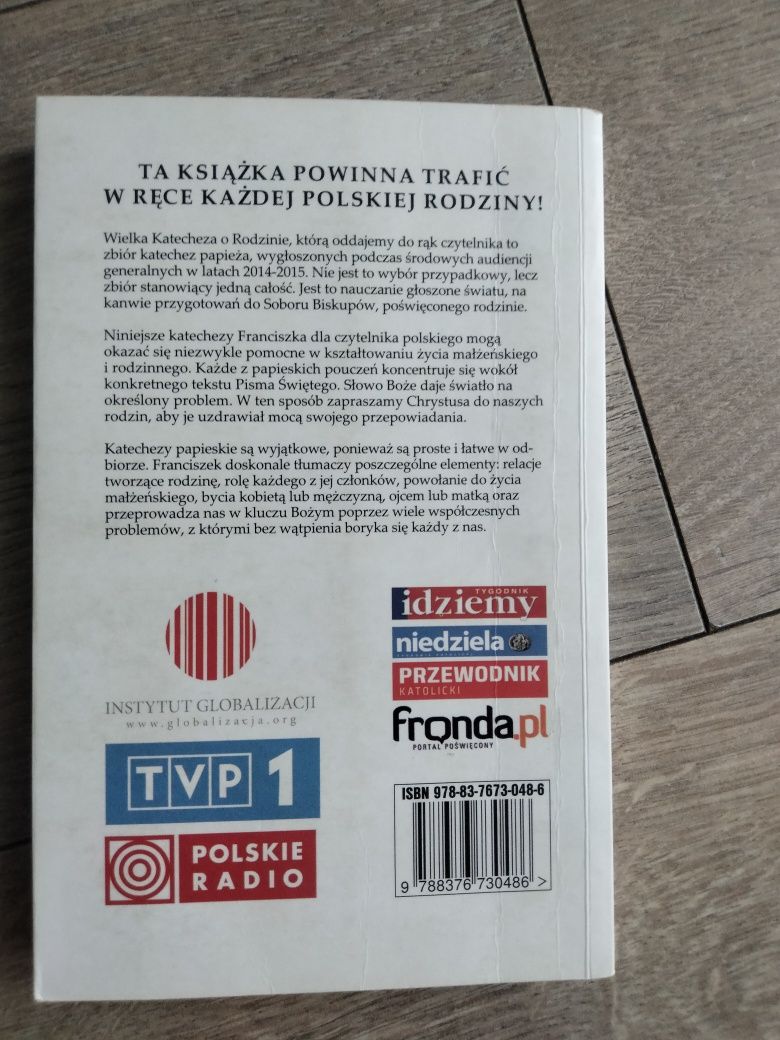 TA KSIĄŻKA POWINNA TRAFIĆ
W RĘCE KAŻDEJ POLSKIEJ RODZINY!
Wielka Katecheza o Rodzinie, którą oddajemy do rąk czytelnika to
zbiór katechez papieża, wygłoszonych podczas środowych audiencji
generalnych w latach 2014-2015. Nie jest to wybór przypadkowy, lecz
zbiór stanowiący jedną całość. Jest to nauczanie głoszone światu, na
kanwie przygotowań do Soboru Biskupów, poświęconego rodzinie.
Niniejsze katechezy Franciszka dla czytelnika polskiego mogą
okazać się niezwykle pomocne w kształtowaniu życia małżeńskiego
i rodzinnego. Każde z papieskich pouczeń koncentruje się wokół
konkretnego tekstu Pisma Świętego. Słowo Boże daje światło na
określony problem. W ten sposób zapraszamy Chrystusa do naszych
rodzin, aby je uzdrawiał mocą swojego przepowiadania.
Katechezy papieskie są wyjątkowe, ponieważ są proste i łatwe w od-
biorze. Franciszek doskonale tłumaczy poszczególne elementy: relacje
tworzące rodzinę, rolę każdego z jej członków, powołanie do życia
małżeńskiego, bycia kobietą lub mężczyzną, ojcem lub matką oraz
przeprowadza nas w kluczu Bożym poprzez wiele współczesnych
problemów, z którymi bez wątpienia boryka się każdy z nas.
INSTYTUT GLOBALIZACJI
www.globalizacja.org
TVP 1
POLSKIE
RADIO
TYGODNIK
idziemy
niedziela
PRZEWODNIK
KATOLICKI
fronda.pl
PORTAL POŚWIĘCONY
ISBN 978-83-7673-048-6
9 788376 730486 >